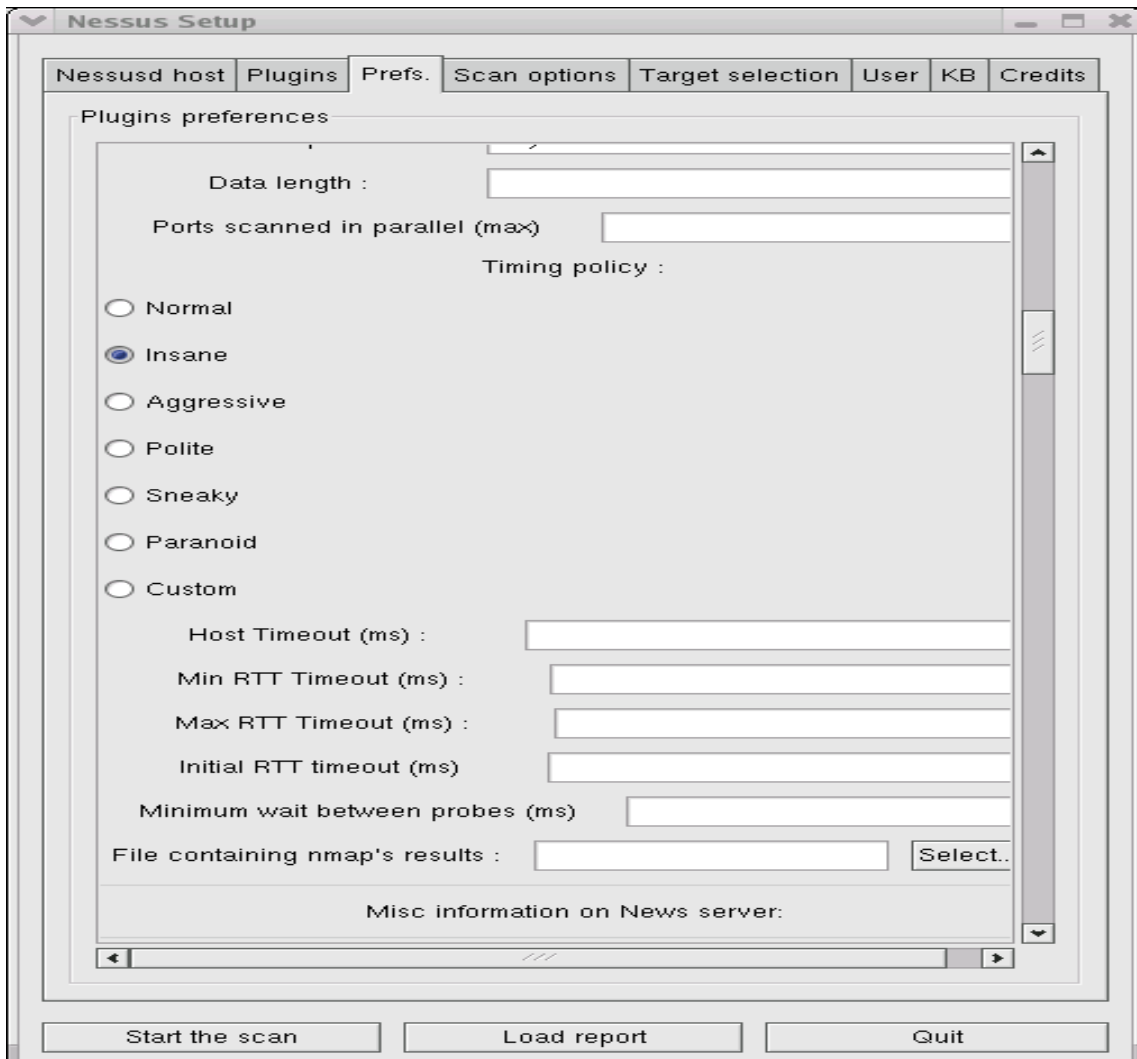 Nessus Setup
Nessusd host Plugins Prefs. Scan options Target selection User KB Credits
Plugins preferences
Data length :
Ports scanned in parallel (max)
Timing policy :
Normal
Insane
Aggressive
Polite
Sneaky
Paranoid
Custom
Host Timeout (ms) :
Min RTT Timeout (ms) :
Max RTT Timeout (ms) :
Initial RTT timeout (ms)
Minimum wait between probes (ms)
File containing nmap's results : Select..
Misc information on News server:
Start the scan Load report Quit